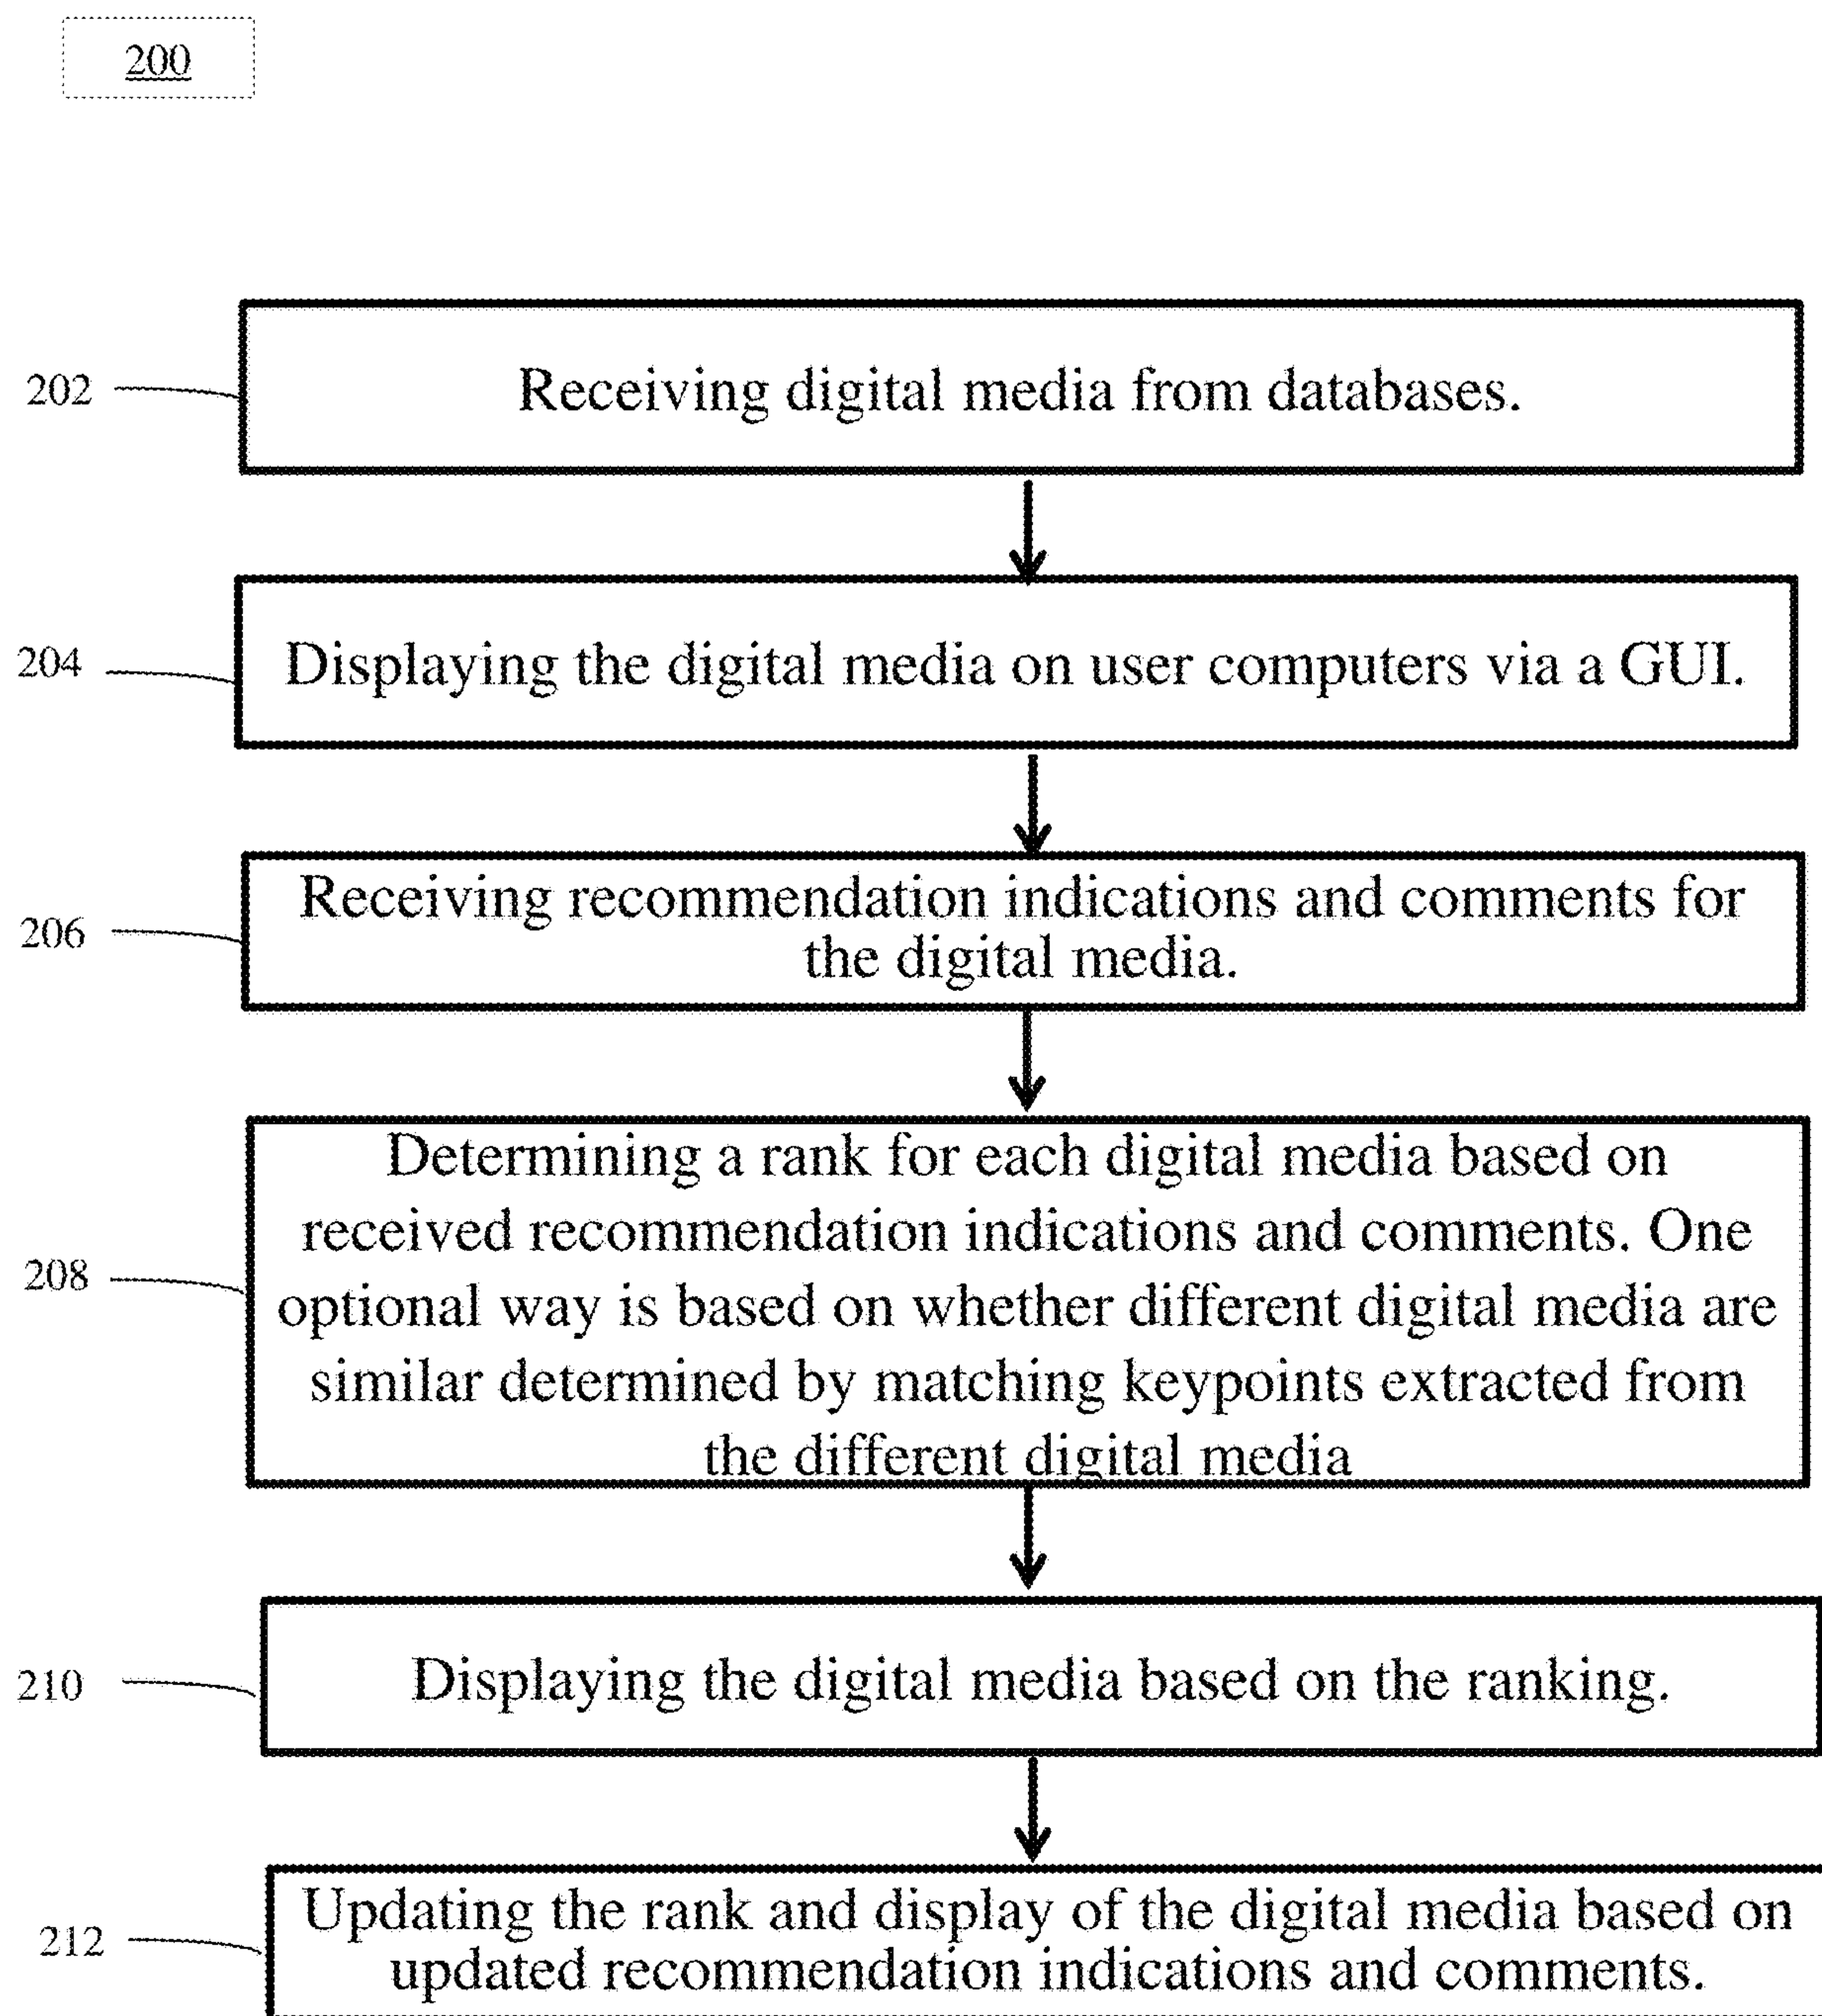 200
202
Receiving digital media from databases.
204
Displaying the digital media on user computers via a GUI.
206
Receiving recommendation indications and comments for
the digital media.
208
Determining a rank for each digital media based on
received recommendation indications and comments. One
optional way is based on whether different digital media are
similar determined by matching keypoints extracted from
the different digital media
210
Displaying the digital media based on the ranking.
212
Updating the rank and display of the digital media based on
updated recommendation indications and comments.